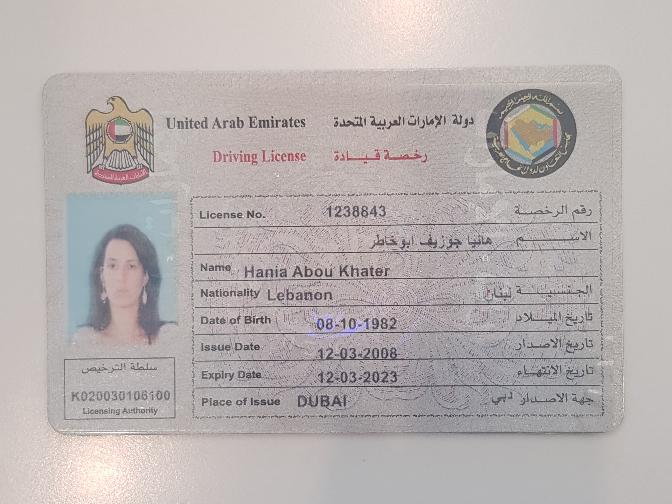 United Arab Emirates دولة الإمارات العربية المتحدة
Driving License رخصة قيادة
License No. 1238843 رقم الرخصة
هانيا جوزيف ابوخاطر الاسم
Name Hania Abou Khater
Nationality Lebanon لبنان الجنسية
Date of Birth 08-10-1982 تاريخ الميلاد
Issue Date 12-03-2008 تاريخ الاصدار
Expiry Date 12-03-2023 تاريخ الانتهاء
Place of Issue DUBAI دبي جهة الاصدار
سلطة الترخيص
K020030106100
Licensing Authority